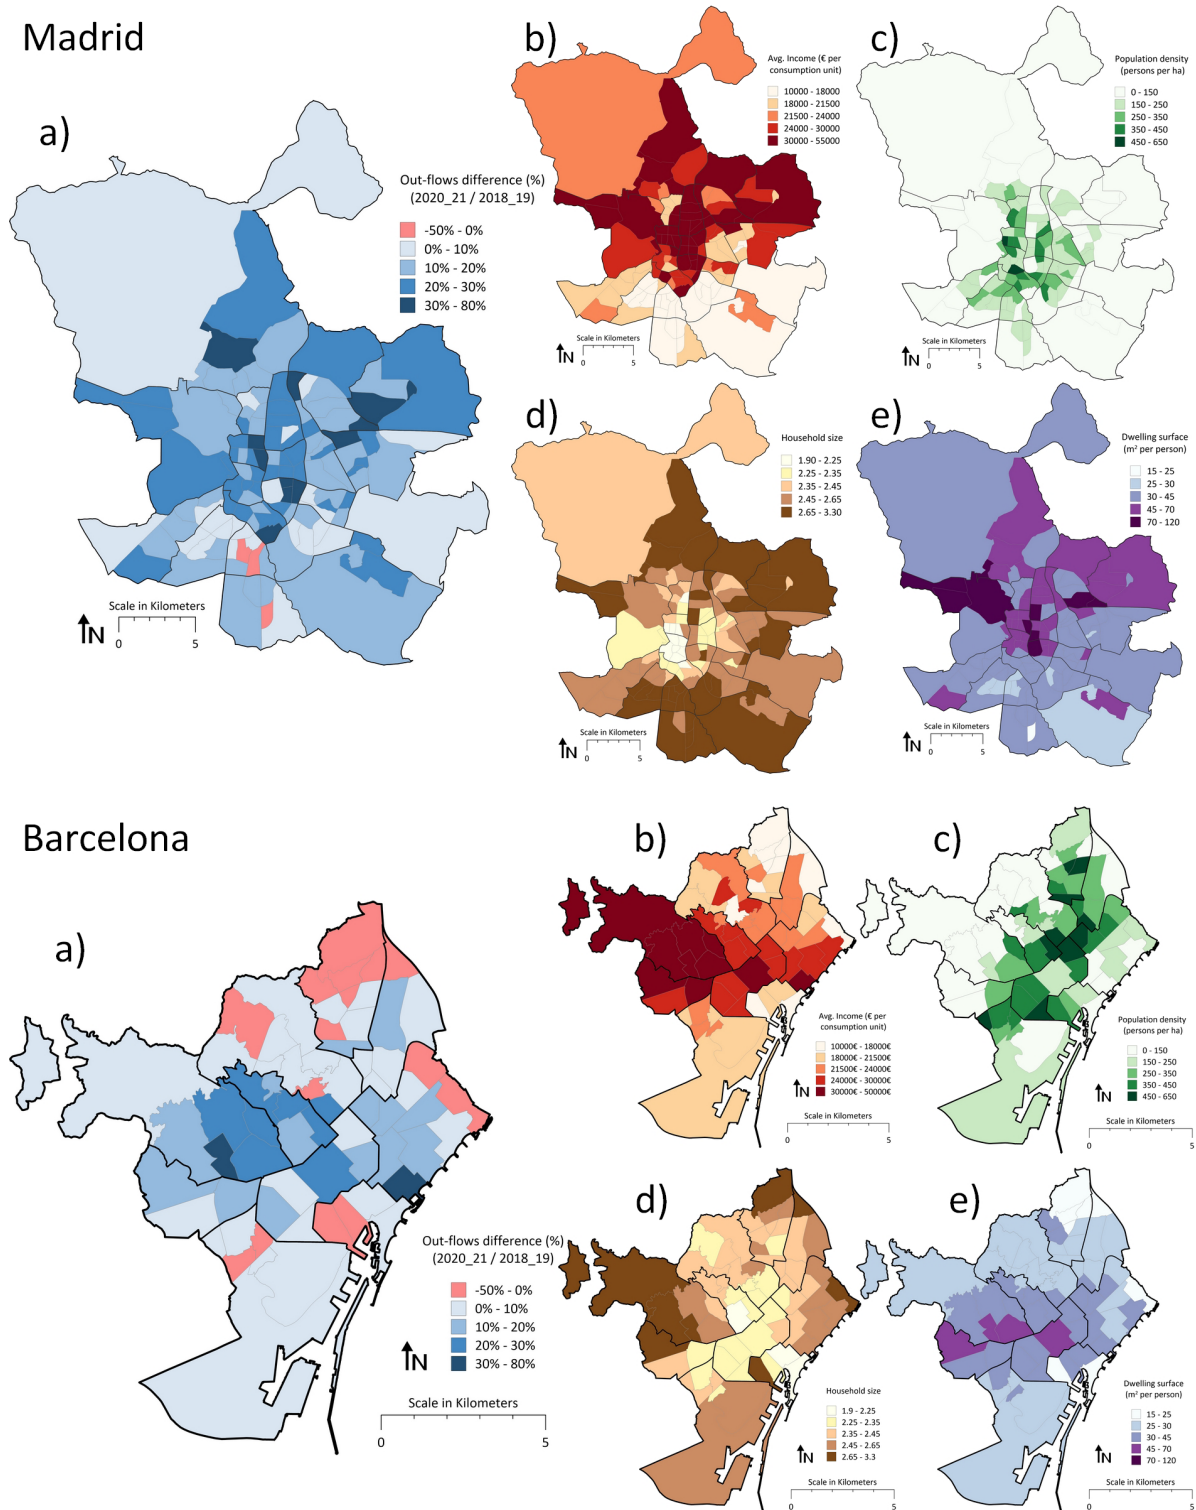 Madrid
a)
Out-flows difference (%)
(2020_21 / 2018_19)
-50% - 0%
0% - 10%
10% - 20%
20% - 30%
30% - 80%
Scale in Kilometers
N
0 5
b)
Avg. Income (€ per
consumption unit)
10000 - 18000
18000 - 21500
21500 - 24000
24000 - 30000
30000 - 55000
Scale in Kilometers
N
0 5
c)
Population density
(persons per ha)
0 - 150
150 - 250
250 - 350
350 - 450
450 - 650
Scale in Kilometers
N
0 5
d)
Household size
1.90 - 2.25
2.25 - 2.35
2.35 - 2.45
2.45 - 2.65
2.65 - 3.30
Scale in Kilometers
N
0 5
e)
Dwelling surface
(m² per person)
15 - 25
25 - 30
30 - 45
45 - 70
70 - 120
Scale in Kilometers
N
0 5
Barcelona
a)
Out-flows difference (%)
(2020_21 / 2018_19)
-50% - 0%
0% - 10%
10% - 20%
20% - 30%
30% - 80%
N
Scale in Kilometers
0 5
b)
Avg. Income (€ per
consumption unit)
10000€ - 18000€
18000€ - 21500€
21500€ - 24000€
24000€ - 30000€
30000€ - 50000€
N
Scale in Kilometers
0 5
c)
Population density
(persons per ha)
0 - 150
150 - 250
250 - 350
350 - 450
450 - 650
N
Scale in Kilometers
0 5
d)
Household size
1.9 - 2.25
2.25 - 2.35
2.35 - 2.45
2.45 - 2.65
2.65 - 3.3
N
Scale in Kilometers
0 5
e)
Dwelling surface
(m² per person)
15 - 25
25 - 30
30 - 45
45 - 70
70 - 120
N
Scale in Kilometers
0 5